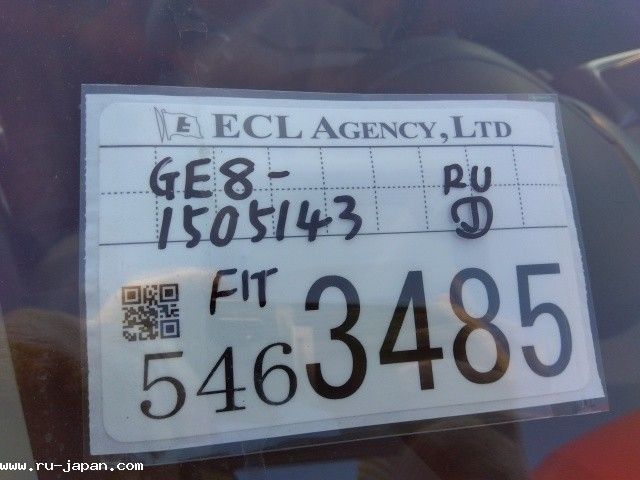 E ECL AGENCY, LTD
GE8- RU
1505143 D
FIT
5463485
www.ru-japan.com